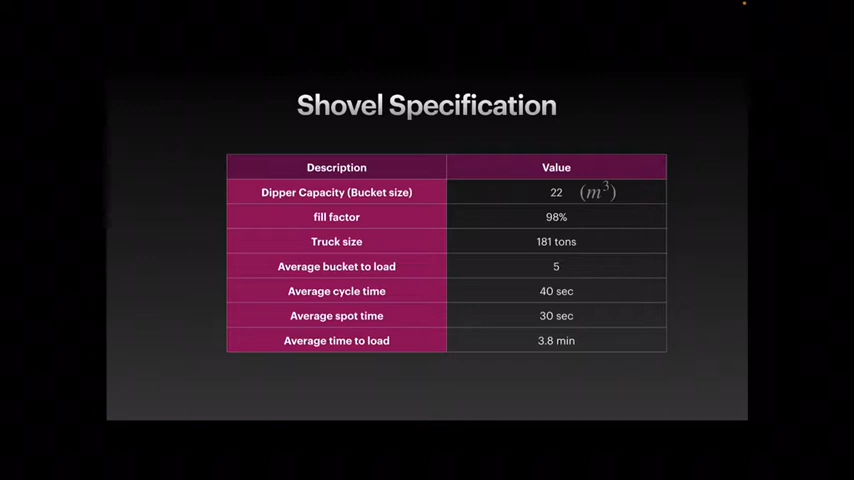 Shovel Specification
Description Value
Dipper Capacity (Bucket size) 22 (m³)
fill factor 98%
Truck size 181 tons
Average bucket to load 5
Average cycle time 40 sec
Average spot time 30 sec
Average time to load 3.8 min